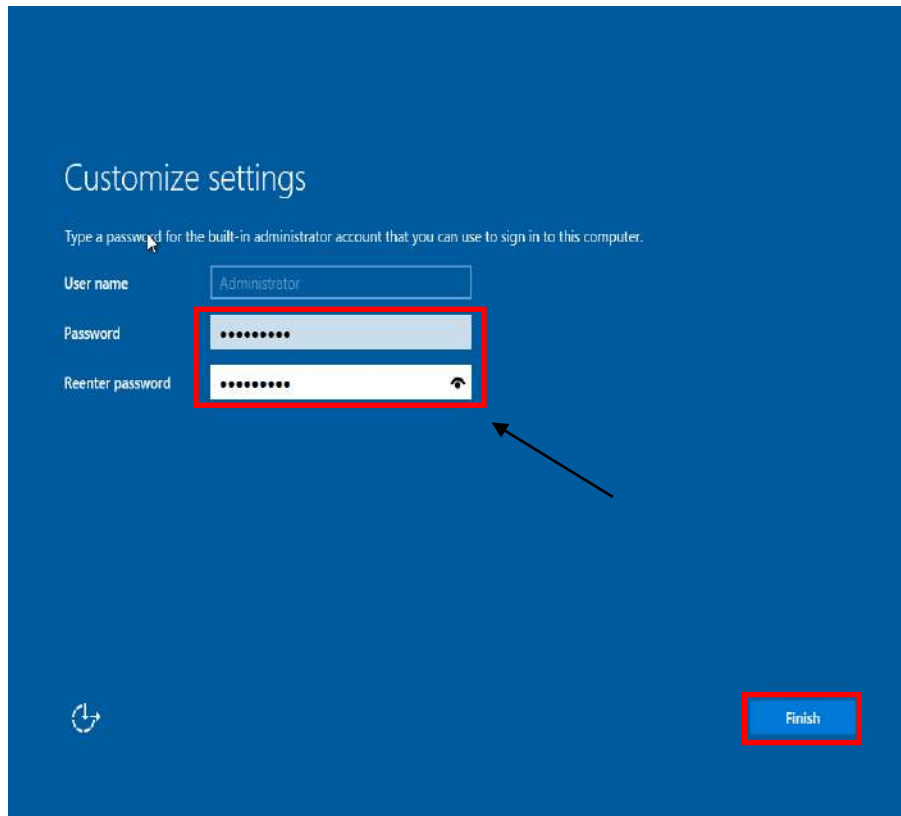 Customize settings
Type a password for the built-in administrator account that you can use to sign in to this computer.
User name Administrator
Password •••••••••
Reenter password •••••••••
Finish